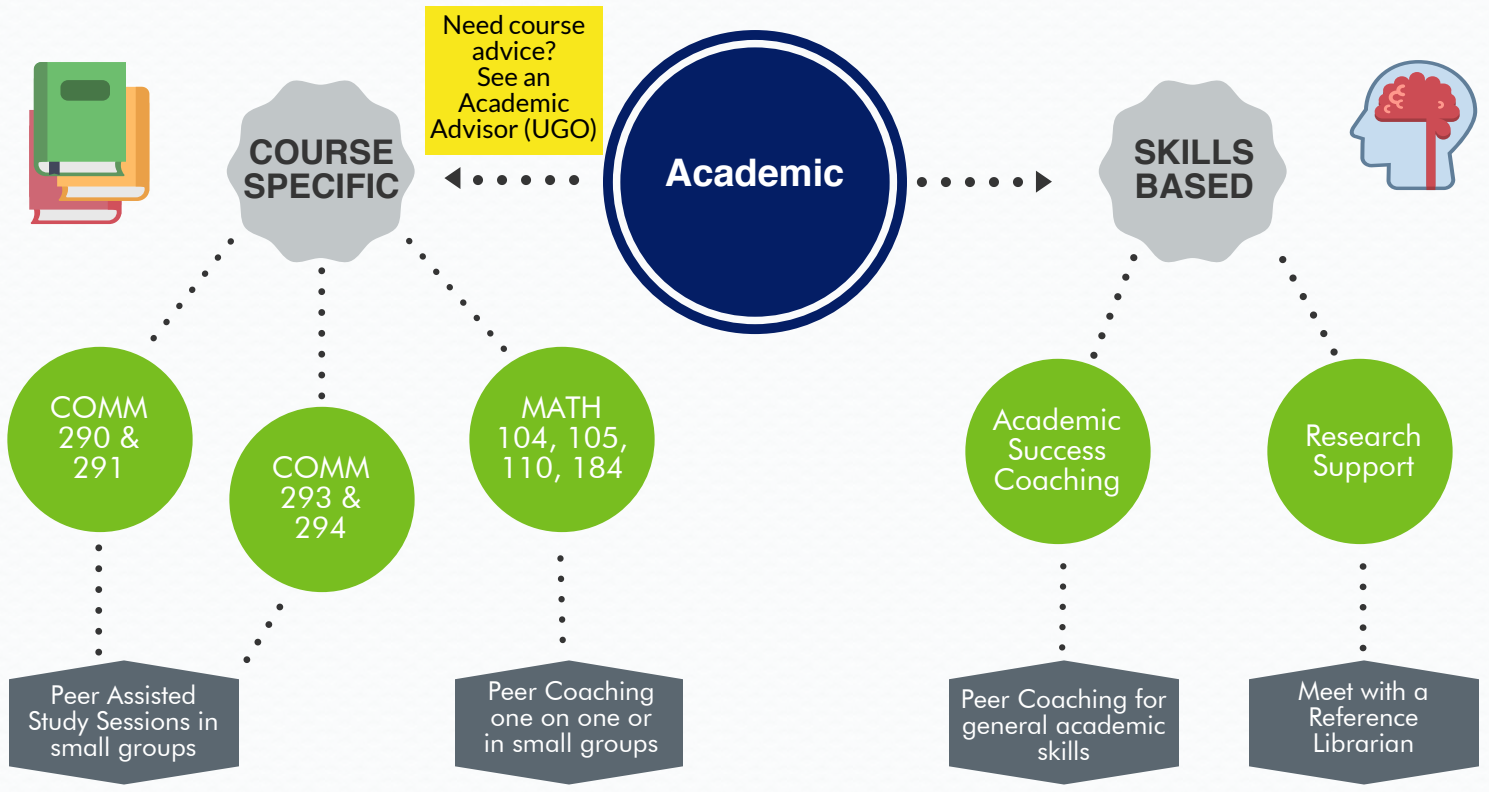 Need course
advice?
See an
Academic
Advisor (UGO)
COURSE
SPECIFIC
Academic
SKILLS
BASED
COMM
290 &
291
COMM
293 &
294
MATH
104, 105,
110, 184
Academic
Success
Coaching
Research
Support
Peer Assisted
Study Sessions in
small groups
Peer Coaching
one on one or
in small groups
Peer Coaching for
general academic
skills
Meet with a
Reference
Librarian